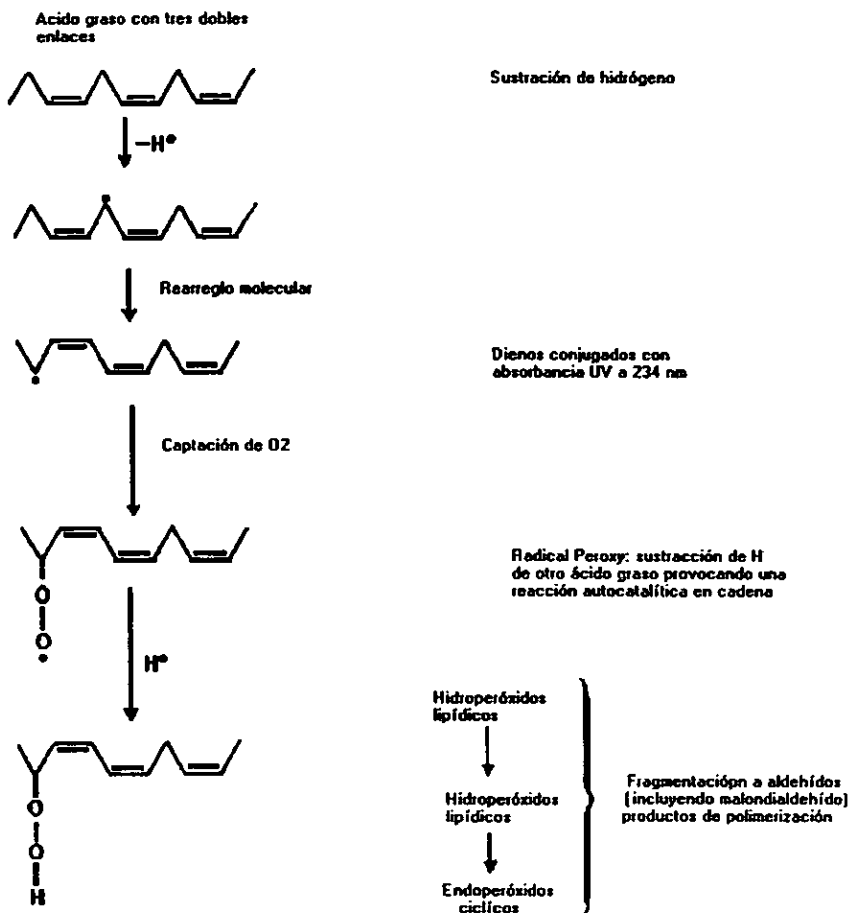 Acido graso con tres dobles
enlaces
Sustración de hidrógeno
–H•
Rearreglo molecular
Dienos conjugados con
absorbancia UV a 234 nm
Captación de O2
Radical Peroxy: sustracción de H
de otro ácido graso provocando una
reacción autocatalítica en cadena
O
O
•
H•
Hidroperóxidos
lipídicos
Hidroperóxidos
lipídicos
Endoperóxidos
ciclícos
Fragmentaciópn a aldehídos
(incluyendo malondialdehído)
productos de polimerización
O
O
H